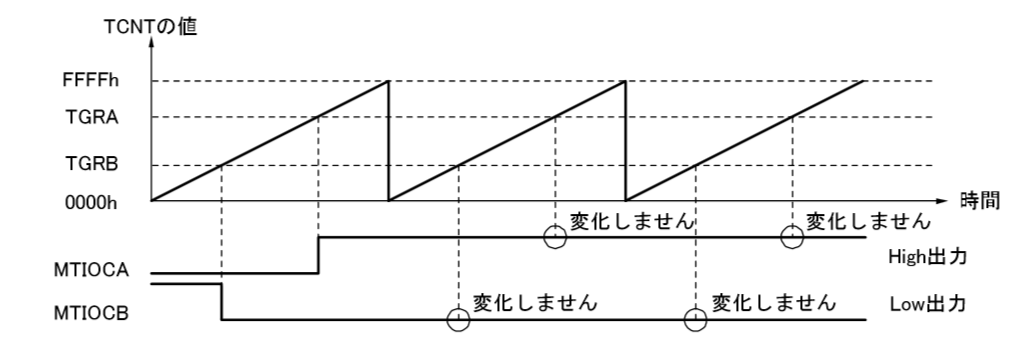 TCNTの値
FFFFh
TGRA
TGRB
0000h
時間
変化しません
変化しません
High出力
MTIOCA
変化しません
変化しません
Low出力
MTIOCB